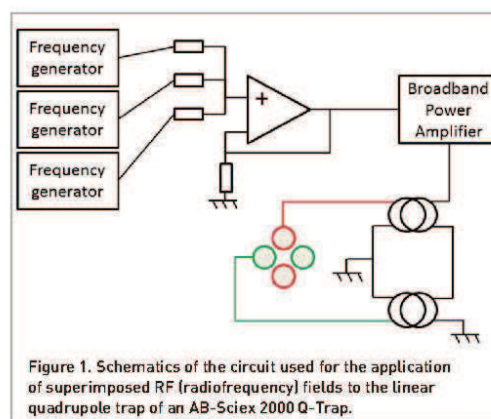 Frequency
generator
Frequency
generator
Frequency
generator
+
Broadband
Power
Amplifier
Figure 1. Schematics of the circuit used for the application
of superimposed RF (radiofrequency) fields to the linear
quadrupole trap of an AB-Sciex 2000 Q-Trap.